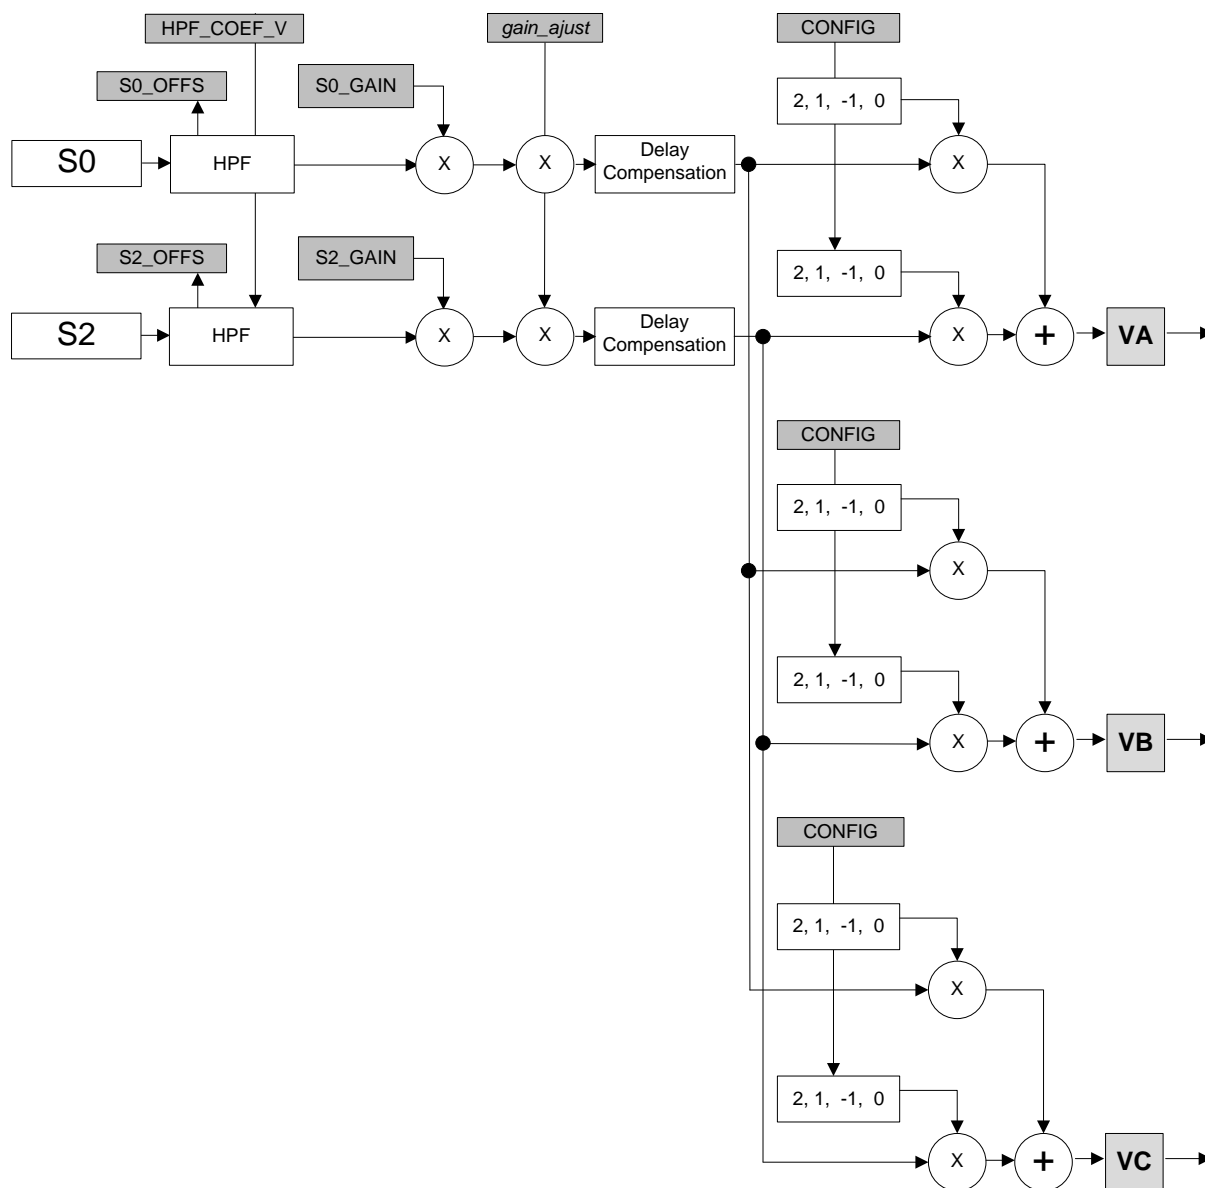 HPF_COEF_V
gain_ajust
CONFIG
S0_OFFS
S0_GAIN
2, 1, -1, 0
S0
HPF
X
X
Delay
Compensation
X
S2_OFFS
S2_GAIN
2, 1, -1, 0
S2
HPF
X
X
Delay
Compensation
X
+
VA
CONFIG
2, 1, -1, 0
X
2, 1, -1, 0
X
+
VB
CONFIG
2, 1, -1, 0
X
2, 1, -1, 0
X
+
VC